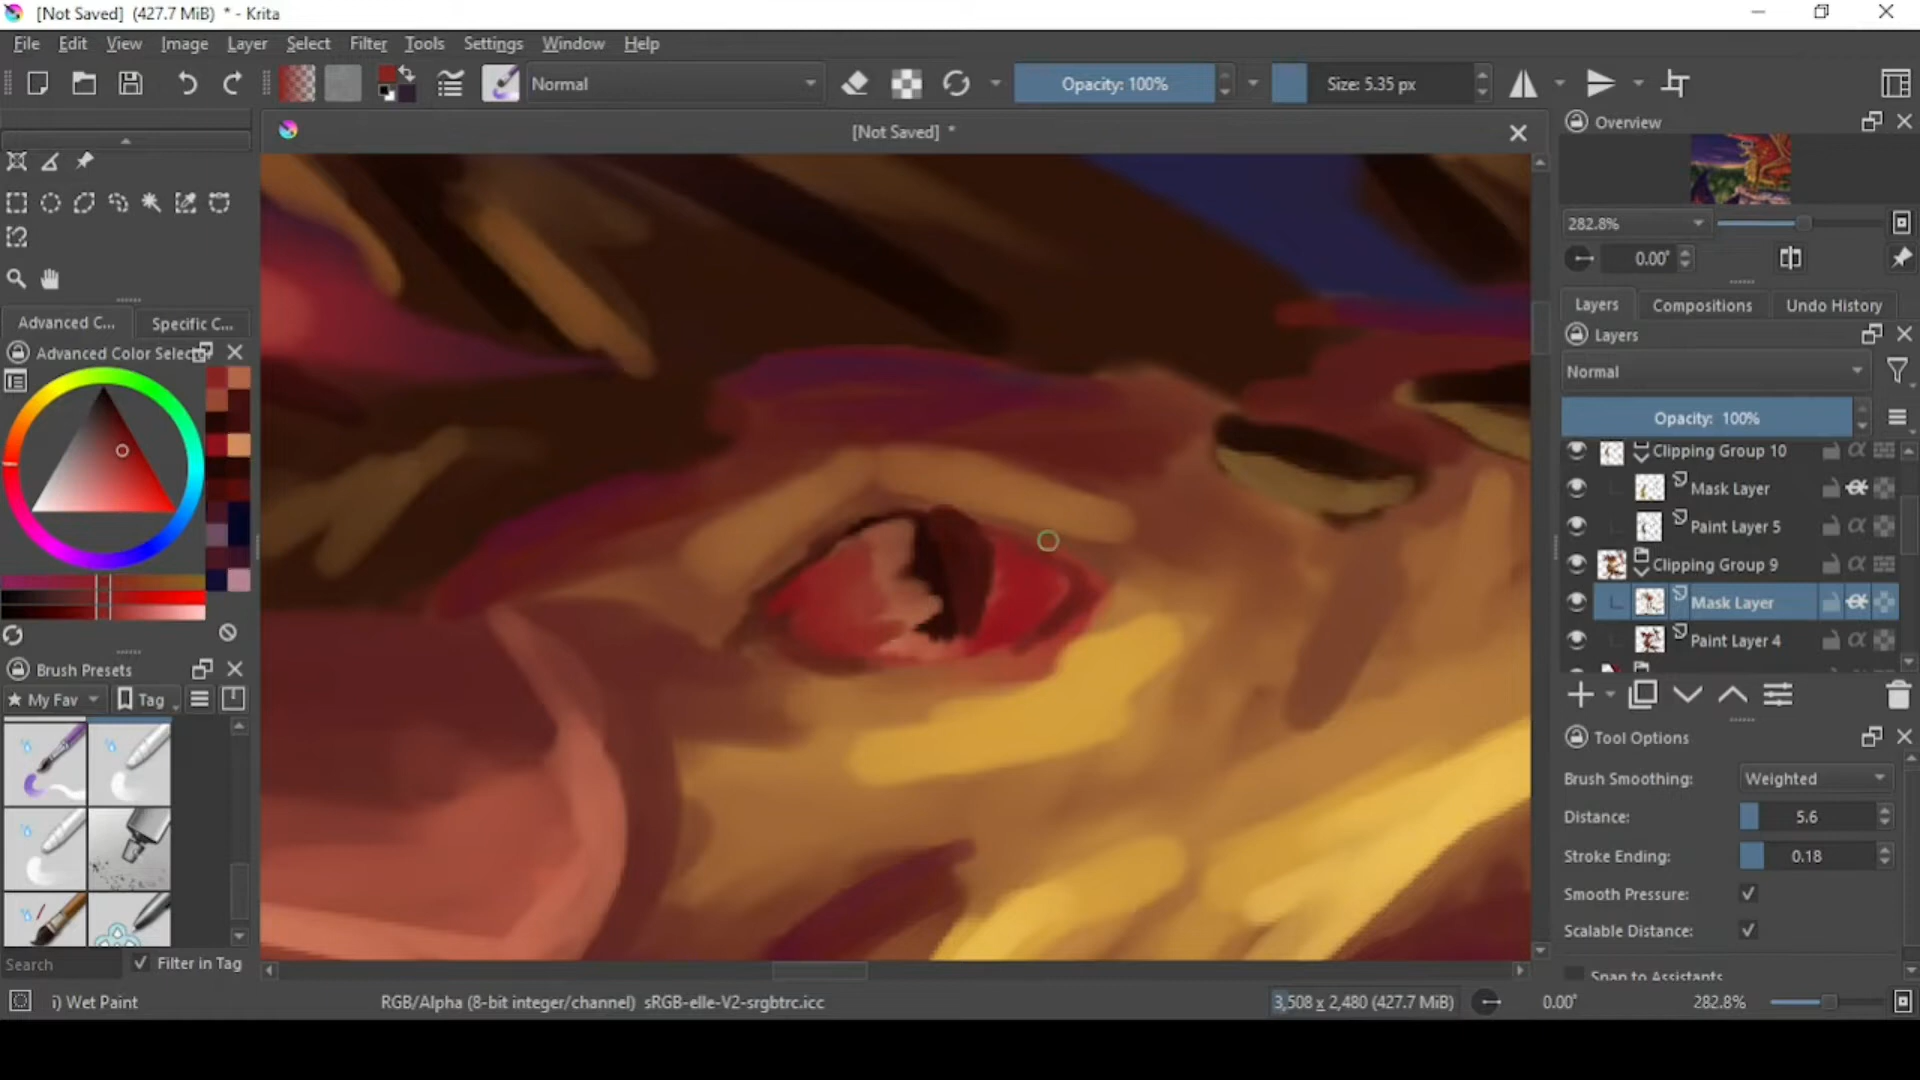 [Not Saved]  (427.7 MiB)  * - Krita
File Edit View Image Layer Select Filter Tools Settings Window Help
Normal
Opacity: 100%
Size: 5.35 px
[Not Saved] *
Overview
282.8%
0.00°
Layers Compositions Undo History
Layers
Normal
Opacity: 100%
Clipping Group 10
Mask Layer
Paint Layer 5
Clipping Group 9
Mask Layer
Paint Layer 4
Tool Options
Brush Smoothing: Weighted
Distance: 5.6
Stroke Ending: 0.18
Smooth Pressure:
Scalable Distance:
Snap to Assistants
Advanced C... Specific C...
Advanced Color Selec
Brush Presets
★ My Fav Tag
Search Filter in Tag
i) Wet Paint
RGB/Alpha (8-bit integer/channel)  sRGB-elle-V2-srgbtrc.icc
3,508 x 2,480 (427.7 MiB)
0.00°
282.8%